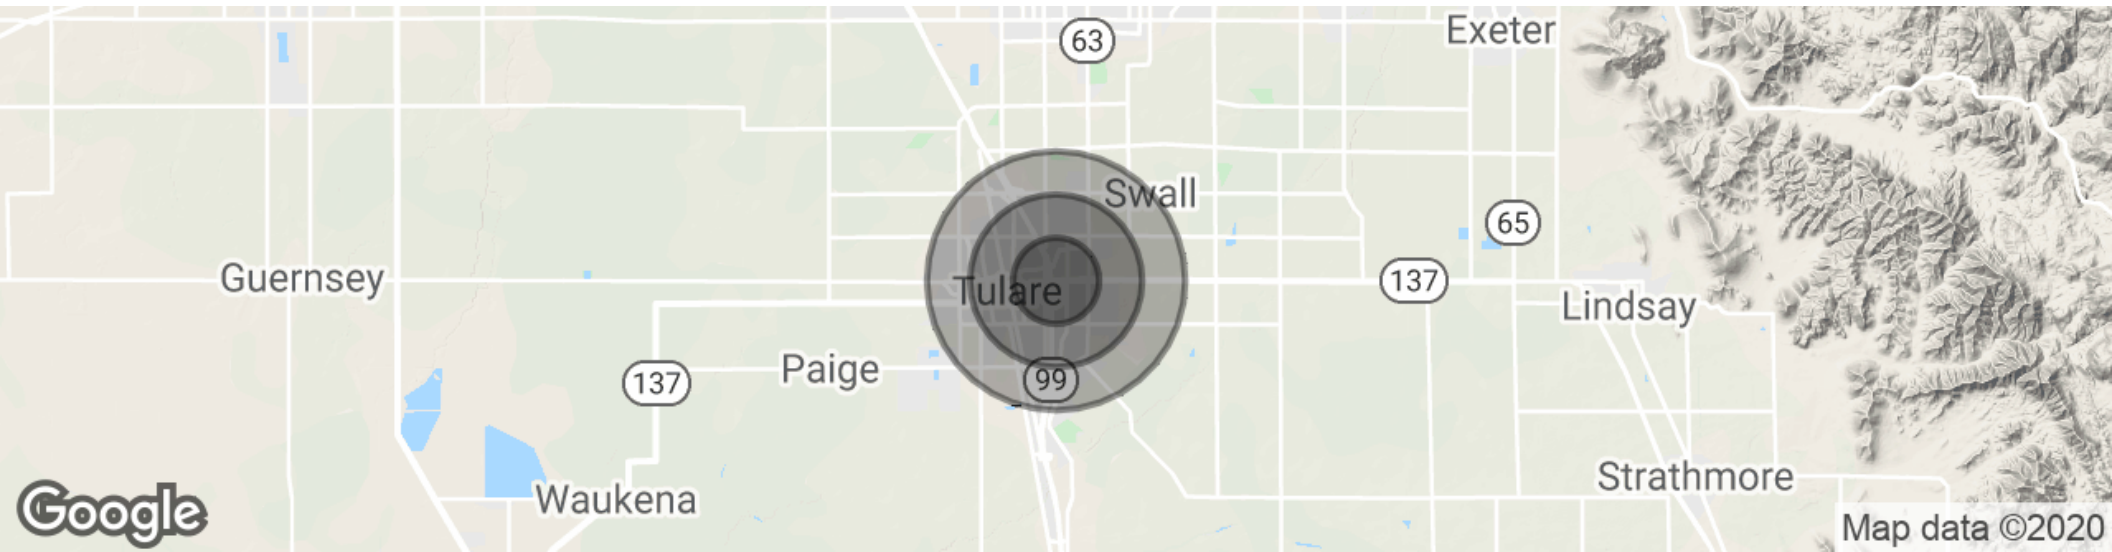 Exeter
63
Swall
65
Guernsey
Tulare
137
Lindsay
Paige
137
99
Strathmore
Waukena
Google
Map data ©2020